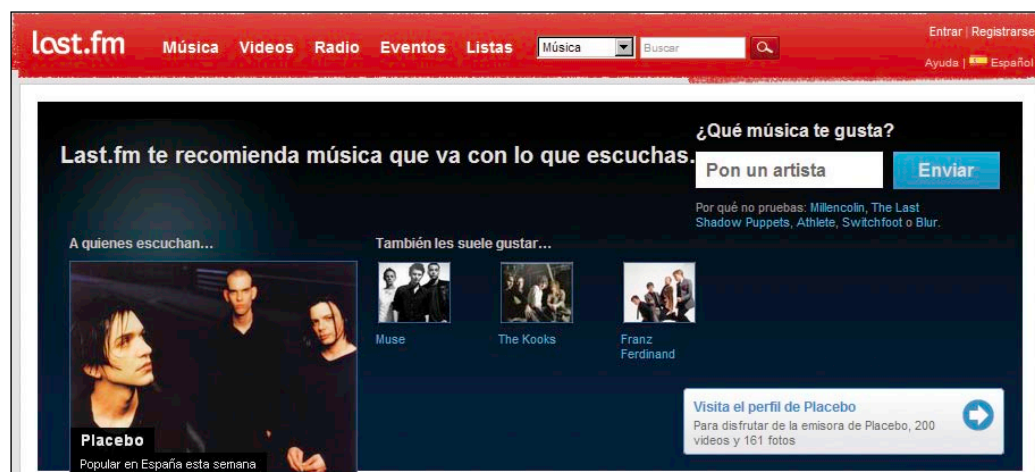 last.fm
Música Videos Radio Eventos Listas
Música
Buscar
Entrar | Registrarse
Ayuda | Español
Last.fm te recomienda música que va con lo que escuchas.
¿Qué música te gusta?
Pon un artista
Enviar
Por qué no pruebas: Millencolin, The Last
Shadow Puppets, Athlete, Switchfoot o Blur.
A quienes escuchan...
Placebo
Popular en España esta semana
También les suele gustar...
Muse
The Kooks
Franz
Ferdinand
Visita el perfil de Placebo
Para disfrutar de la emisora de Placebo, 200
videos y 161 fotos